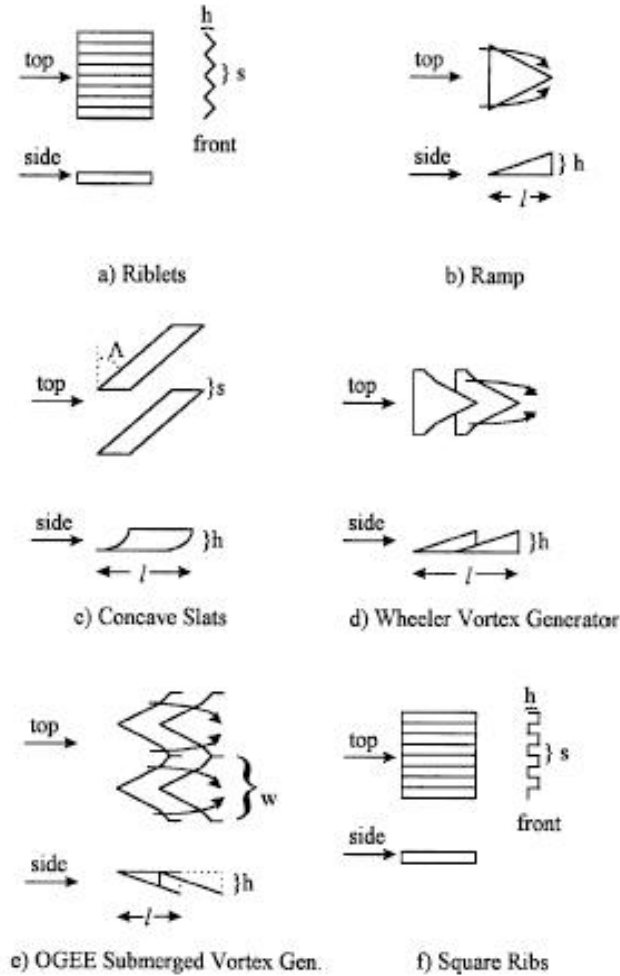 h
top
s
front
side
a) Riblets
top
side
h
l
b) Ramp
Λ
top
s
side
h
l
c) Concave Slats
top
side
h
l
d) Wheeler Vortex Generator
top
w
side
h
l
e) OGEE Submerged Vortex Gen.
h
top
s
front
side
f) Square Ribs